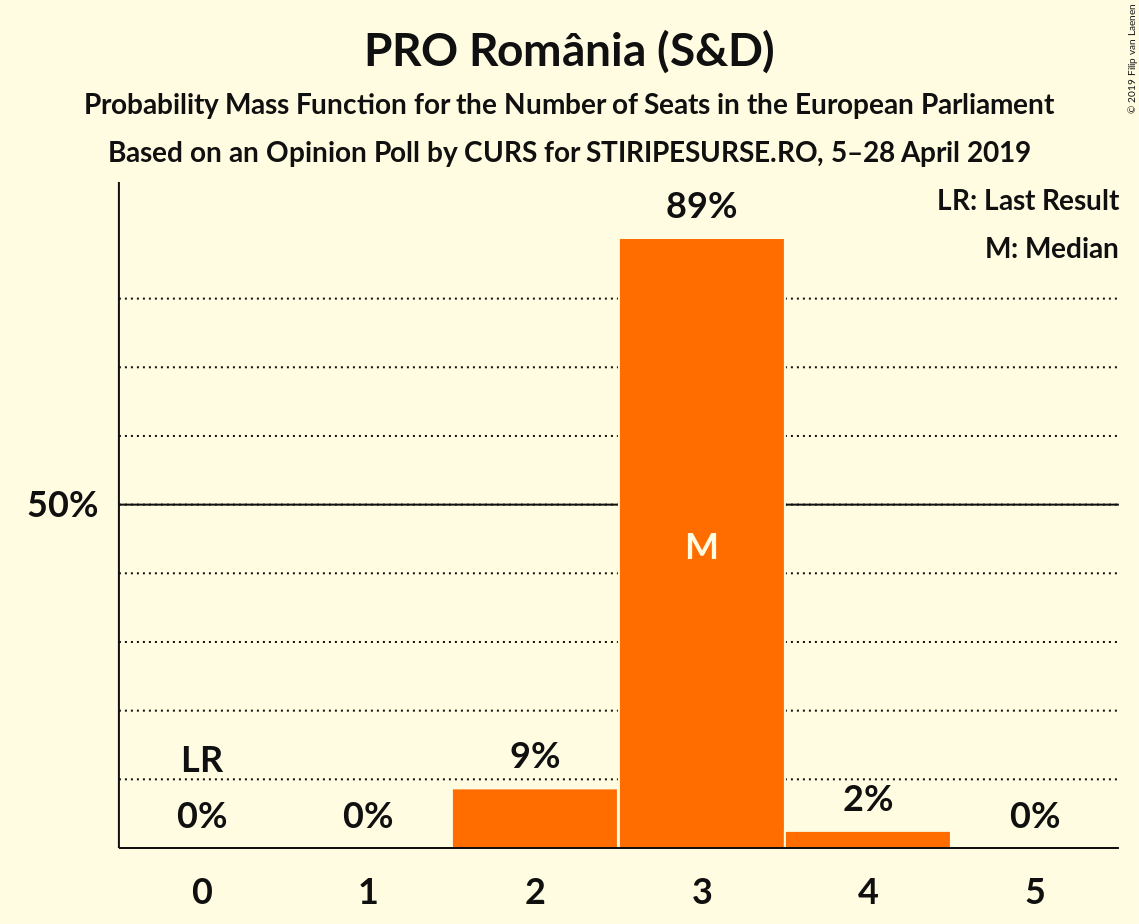 PRO România (S&D)
Probability Mass Function for the Number of Seats in the European Parliament
Based on an Opinion Poll by CURS for STIRIPESURSE.RO, 5–28 April 2019
© 2019 Filip van Laenen
LR: Last Result
M: Median
89%
50%
M
LR
9%
0%
0%
2%
0%
0
1
2
3
4
5